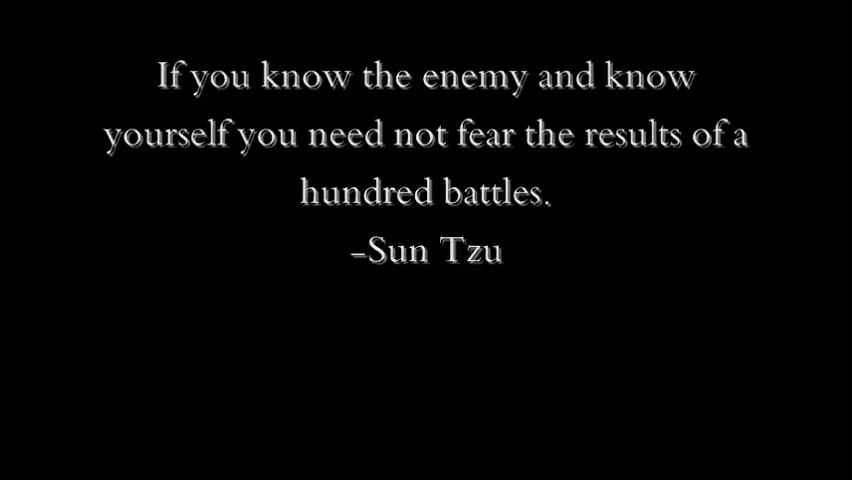 If you know the enemy and know
yourself you need not fear the results of a
hundred battles.
-Sun Tzu